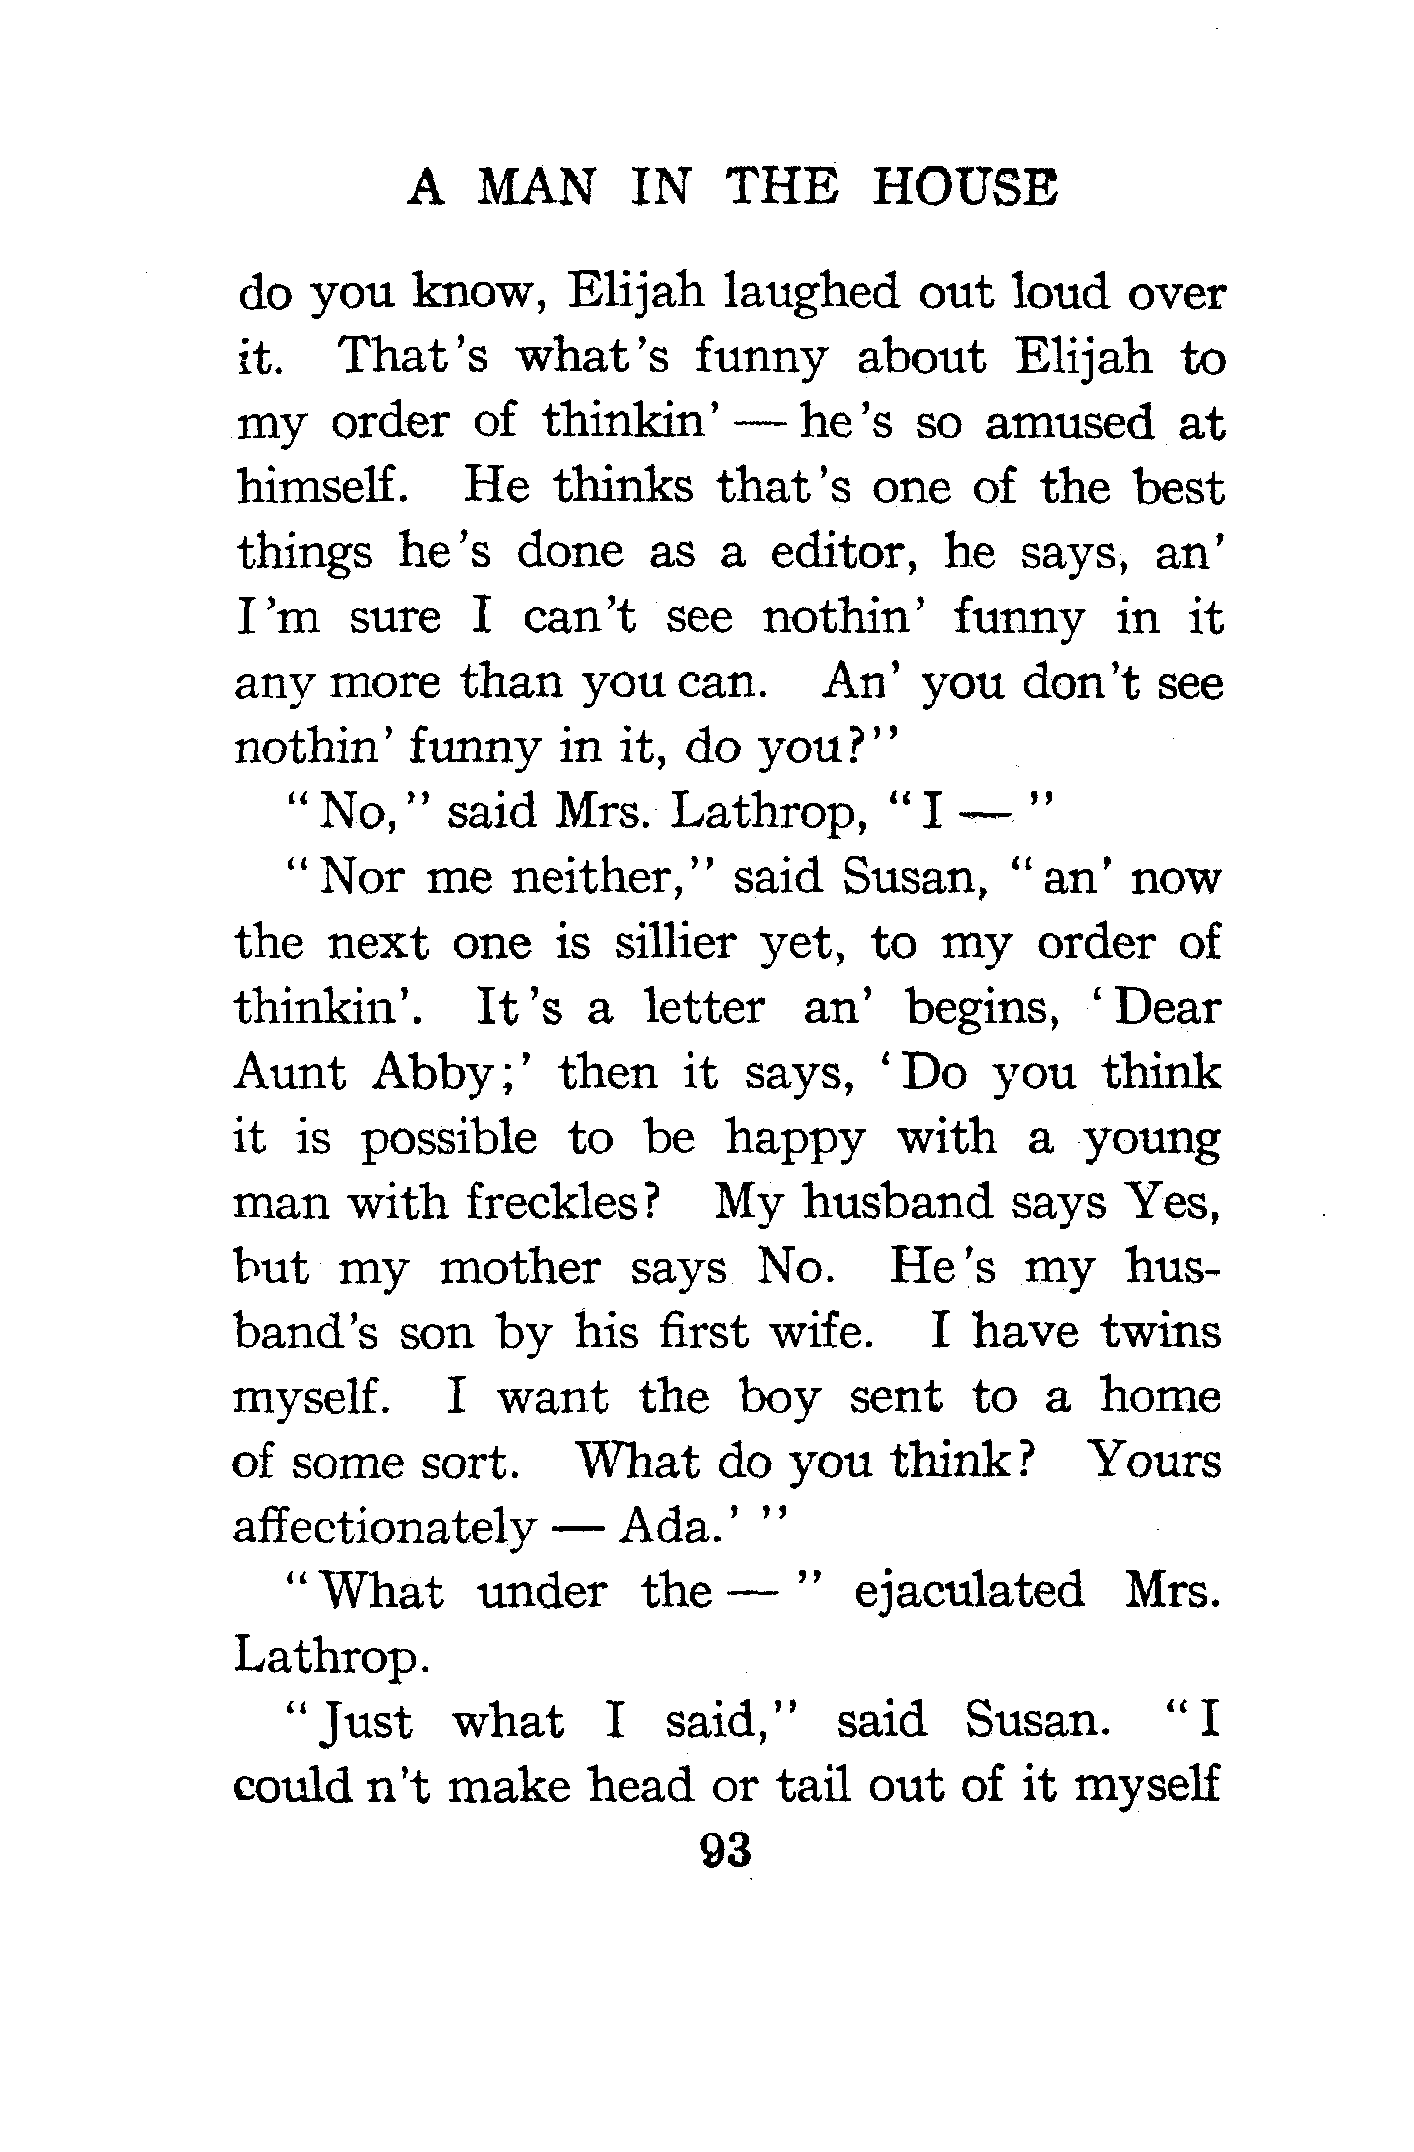 A MAN IN THE HOUSE
do you know, Elijah laughed out loud over
it. That's what's funny about Elijah to
my order of thinkin' — he's so amused at
himself. He thinks that's one of the best
things he's done as a editor, he says, an'
I'm sure I can't see nothin' funny in it
any more than you can. An' you don't see
nothin' funny in it, do you?"
"No," said Mrs. Lathrop, "I — "
"Nor me neither," said Susan, "an' now
the next one is sillier yet, to my order of
thinkin'. It's a letter an' begins, 'Dear
Aunt Abby;' then it says, 'Do you think
it is possible to be happy with a young
man with freckles? My husband says Yes,
but my mother says No. He's my hus-
band's son by his first wife. I have twins
myself. I want the boy sent to a home
of some sort. What do you think? Yours
affectionately — Ada.' "
"What under the — " ejaculated Mrs.
Lathrop.
"Just what I said," said Susan. "I
could n't make head or tail out of it myself
93